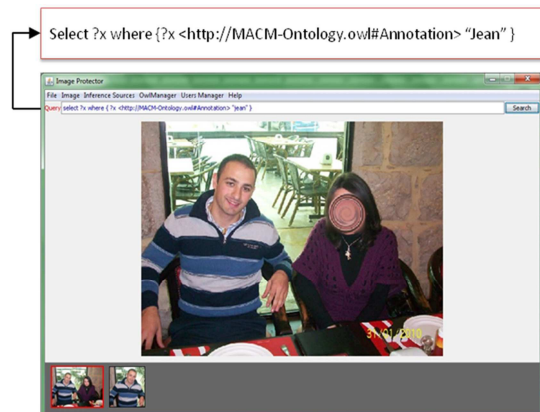 Select ?x where {?x <http://MACM-Ontology.owl#Annotation> “Jean” }
Image Protector
File Image Inference Sources OwlManager Users Manager Help
Query select ?x where { ?x <http://MACM-Ontology.owl#Annotation> "Jean" } Search
31/01/2010